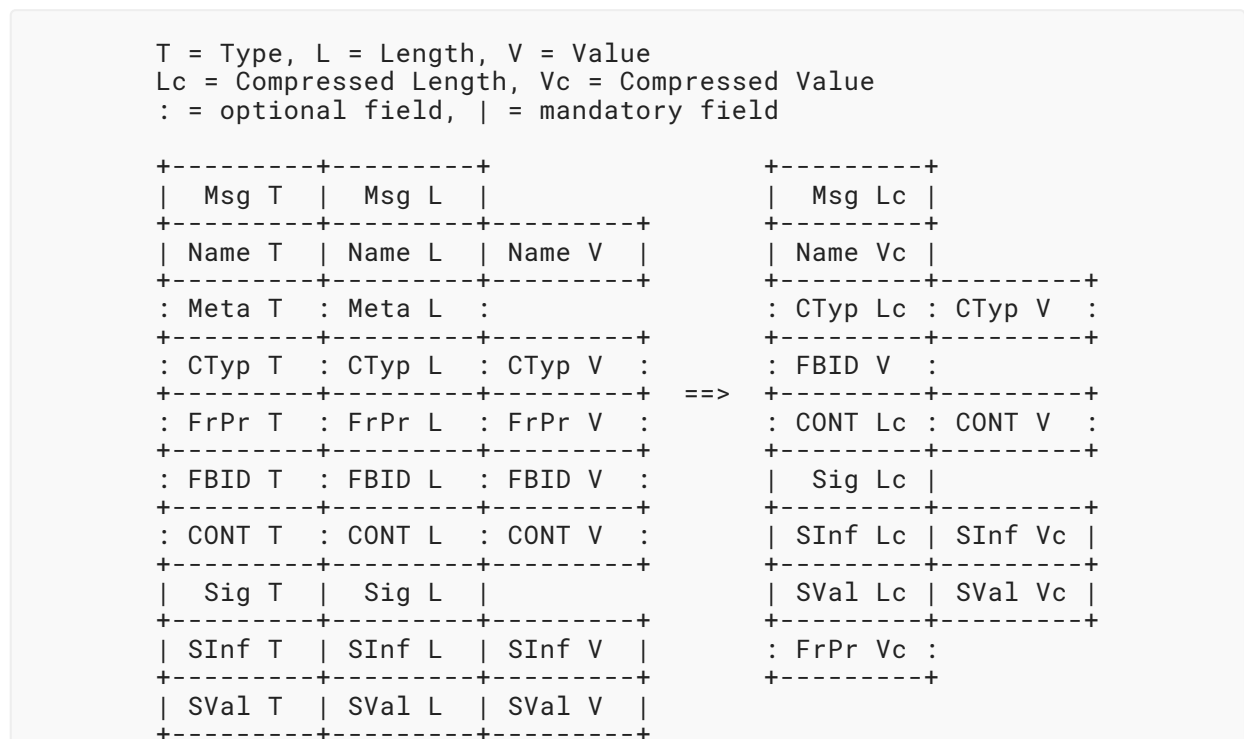 T = Type, L = Length, V = Value
Lc = Compressed Length, Vc = Compressed Value
: = optional field, | = mandatory field

+---------+---------+                  +---------+
|  Msg T  |  Msg L  |                  |  Msg Lc |
+---------+---------+---------+        +---------+
| Name T  | Name L  | Name V  |        | Name Vc |
+---------+---------+---------+        +---------+---------+
: Meta T  : Meta L  :                  : CTyp Lc : CTyp V  :
+---------+---------+---------+        +---------+---------+
: CTyp T  : CTyp L  : CTyp V  :        : FBID V  :
+---------+---------+---------+  ==>   +---------+---------+
: FrPr T  : FrPr L  : FrPr V  :        : CONT Lc : CONT V  :
+---------+---------+---------+        +---------+---------+
: FBID T  : FBID L  : FBID V  :        |  Sig Lc |
+---------+---------+---------+        +---------+---------+
: CONT T  : CONT L  : CONT V  :        | SInf Lc | SInf Vc |
+---------+---------+---------+        +---------+---------+
|  Sig T  |  Sig L  |                  | SVal Lc | SVal Vc |
+---------+---------+---------+        +---------+---------+
| SInf T  | SInf L  | SInf V  |        : FrPr Vc :
+---------+---------+---------+        +---------+
| SVal T  | SVal L  | SVal V  |
+---------+---------+---------+